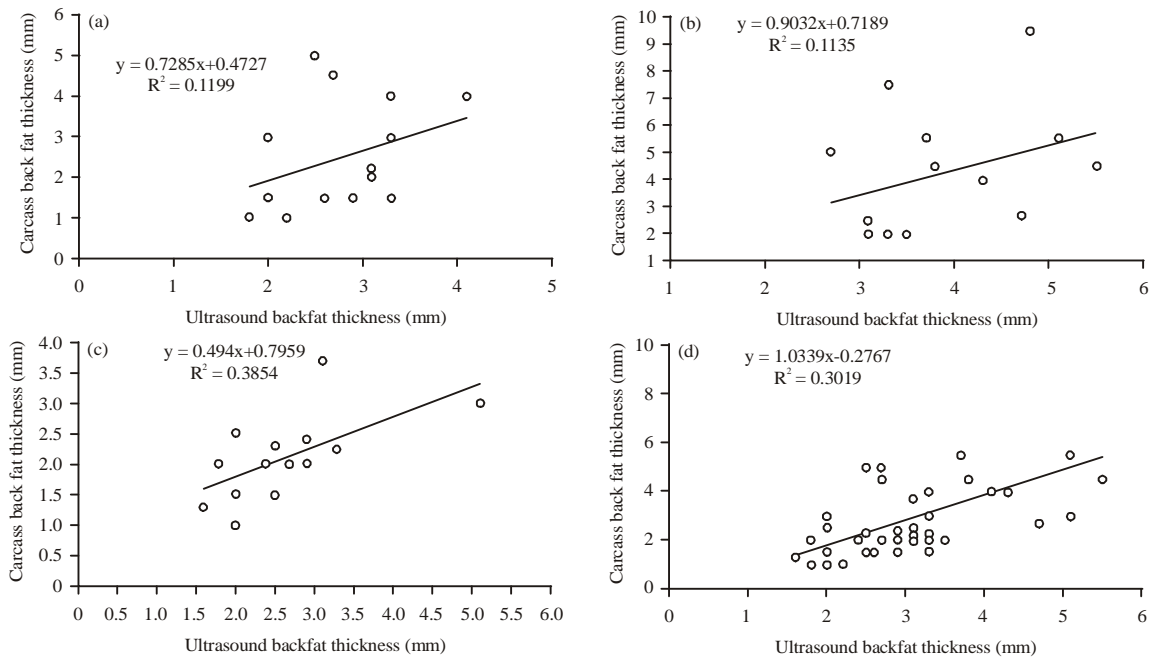 (a)
y = 0.7285x+0.4727
R² = 0.1199
Carcass back fat thickness (mm)
6
5
4
3
2
1
0
0 1 2 3 4 5
Ultrasound backfat thickness (mm)
(b)
y = 0.9032x+0.7189
R² = 0.1135
Carcass back fat thickness (mm)
10
9
8
7
6
5
4
3
2
1
1 2 3 4 5 6
Ultrasound backfat thickness (mm)
(c)
y = 0.494x+0.7959
R² = 0.3854
Carcass back fat thickness (mm)
4.0
3.5
3.0
2.5
2.0
1.5
1.0
0.5
0
0 0.5 1.0 1.5 2.0 2.5 3.0 3.5 4.0 4.5 5.0 5.5 6.0
Ultrasound backfat thickness (mm)
(d)
y = 1.0339x-0.2767
R² = 0.3019
Carcass back fat thickness (mm)
10
8
6
4
2
0
0 1 2 3 4 5 6
Ultrasound backfat thickness (mm)